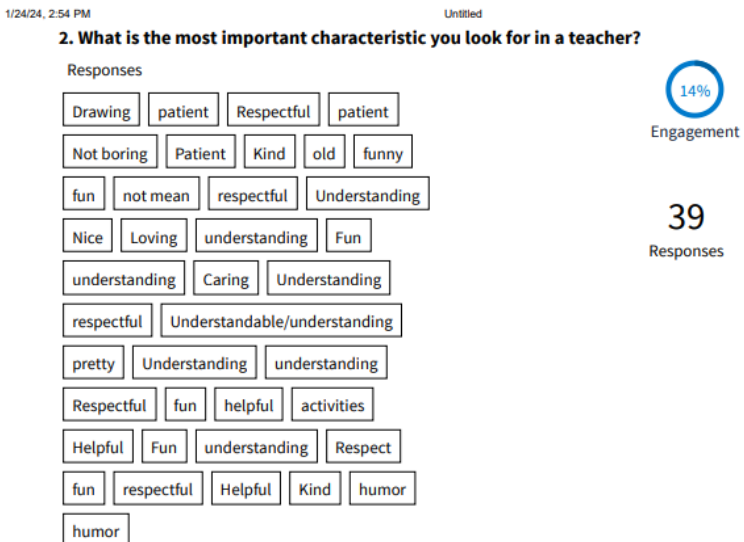 1/24/24, 2:54 PM Untitled
2. What is the most important characteristic you look for in a teacher?
Responses
14%
Engagement
39
Responses
Drawing patient Respectful patient
Not boring Patient Kind old funny
fun not mean respectful Understanding
Nice Loving understanding Fun
understanding Caring Understanding
respectful Understandable/understanding
pretty Understanding understanding
Respectful fun helpful activities
Helpful Fun understanding Respect
fun respectful Helpful Kind humor
humor